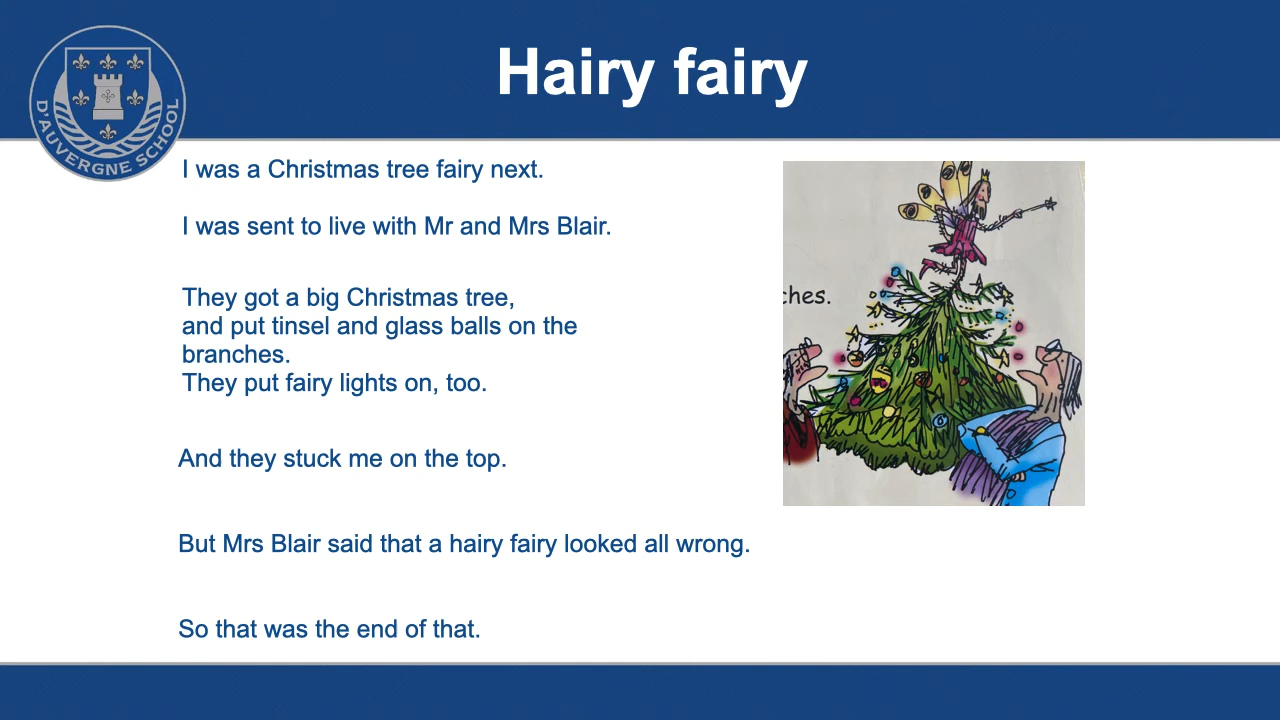 Hairy fairy
D'AUVERGNE SCHOOL
I was a Christmas tree fairy next.
I was sent to live with Mr and Mrs Blair.
They got a big Christmas tree,
and put tinsel and glass balls on the
branches.
They put fairy lights on, too.
ches.
And they stuck me on the top.
But Mrs Blair said that a hairy fairy looked all wrong.
So that was the end of that.